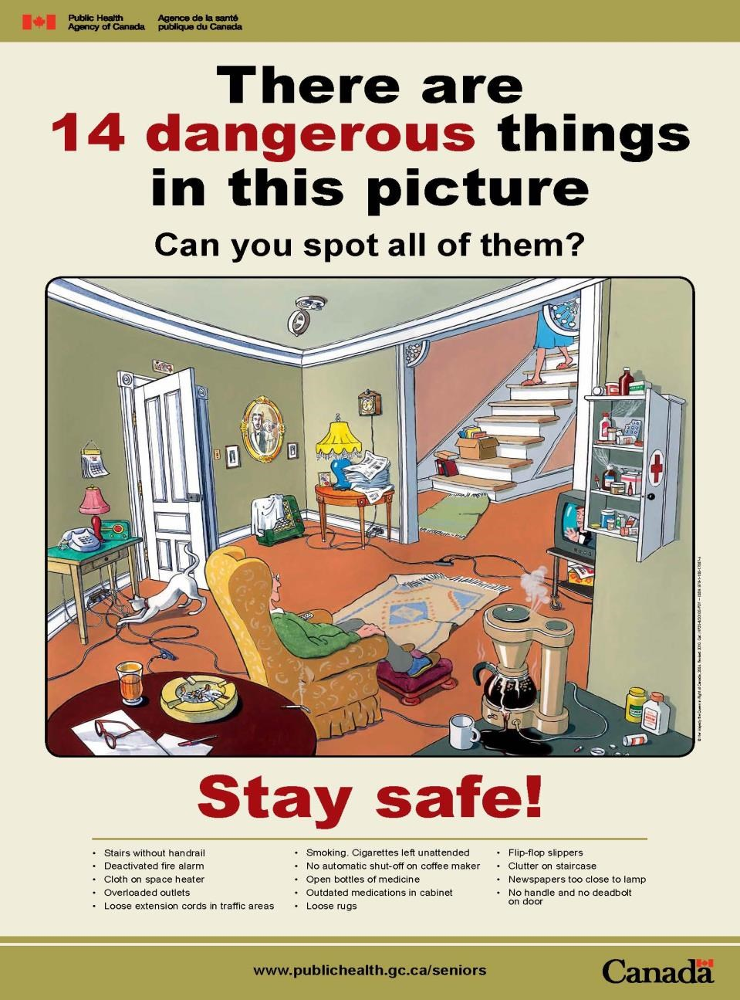 Public Health
Agency of Canada
Agence de la santé
publique du Canada
There are
14 dangerous things
in this picture
Can you spot all of them?
Stay safe!
• Stairs without handrail
• Deactivated fire alarm
• Cloth on space heater
• Overloaded outlets
• Loose extension cords in traffic areas
• Smoking. Cigarettes left unattended
• No automatic shut-off on coffee maker
• Open bottles of medicine
• Outdated medications in cabinet
• Loose rugs
• Flip-flop slippers
• Clutter on staircase
• Newspapers too close to lamp
• No handle and no deadbolt
on door
www.publichealth.gc.ca/seniors
Canada